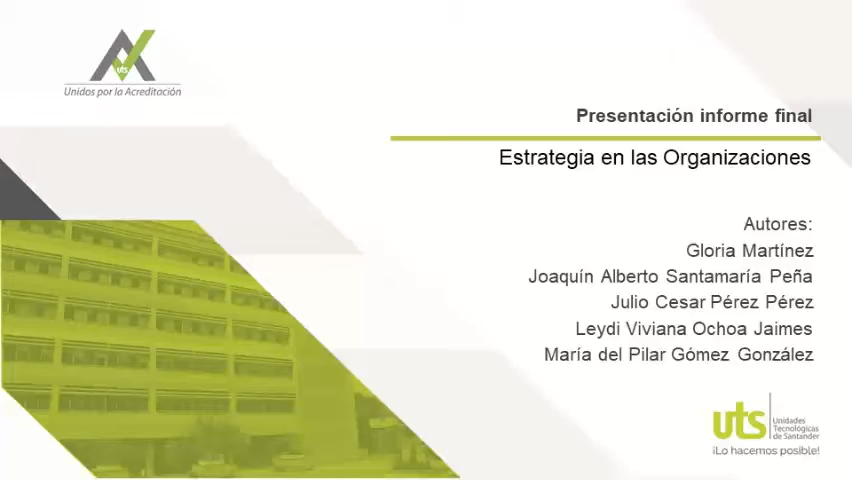 uts
Unidos por la Acreditación
Presentación informe final
Estrategia en las Organizaciones
Autores:
Gloria Martínez
Joaquín Alberto Santamaría Peña
Julio Cesar Pérez Pérez
Leydi Viviana Ochoa Jaimes
María del Pilar Gómez González
uts
Unidades
Tecnológicas
de Santander
¡Lo hacemos posible!